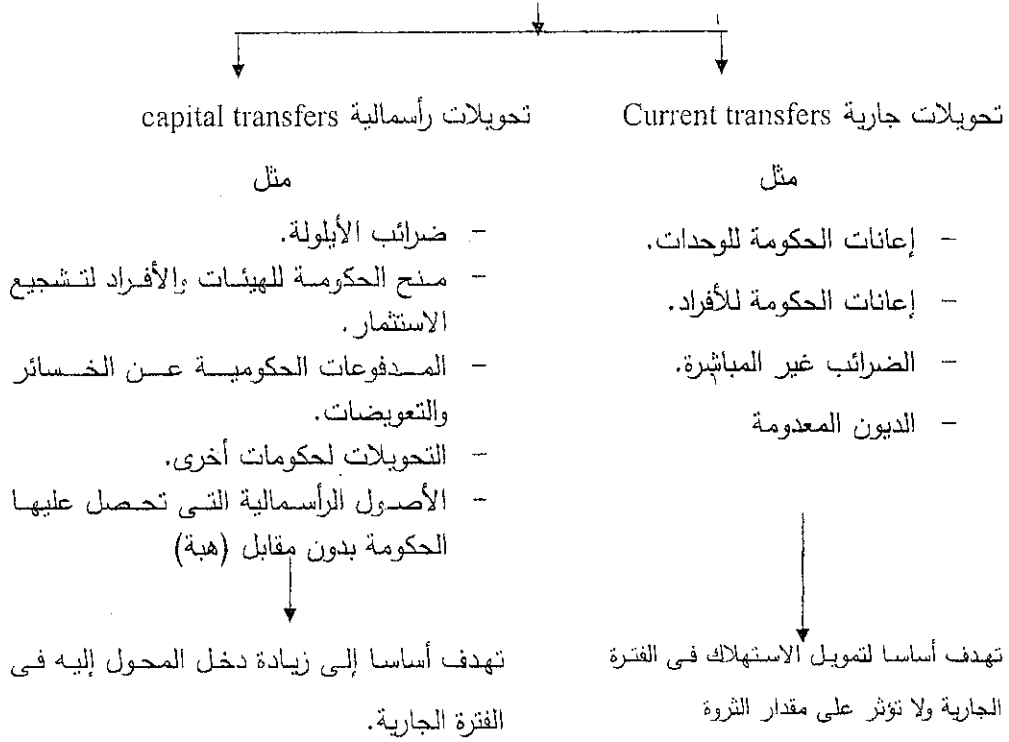 تحويلات جارية Current transfers
مثل
- إعانات الحكومة للوحدات.
- إعانات الحكومة للأفراد.
- الضرائب غير المباشرة.
- الديون المعدومة
تهدف أساسا لتمويل الاستهلاك فى الفترة
الجارية ولا تؤثر على مقدار الثروة
تحويلات رأسمالية capital transfers
مثل
- ضرائب الأيلولة.
- منح الحكومة للهيئات والأفراد لتشجيع
الاستثمار.
- المدفوعات الحكومية عن الخسائر
والتعويضات.
- التحويلات لحكومات أخرى.
- الأصول الرأسمالية التى تحصل عليها
الحكومة بدون مقابل (هبة)
تهدف أساسا إلى زيادة دخل المحول إليه فى
الفترة الجارية.